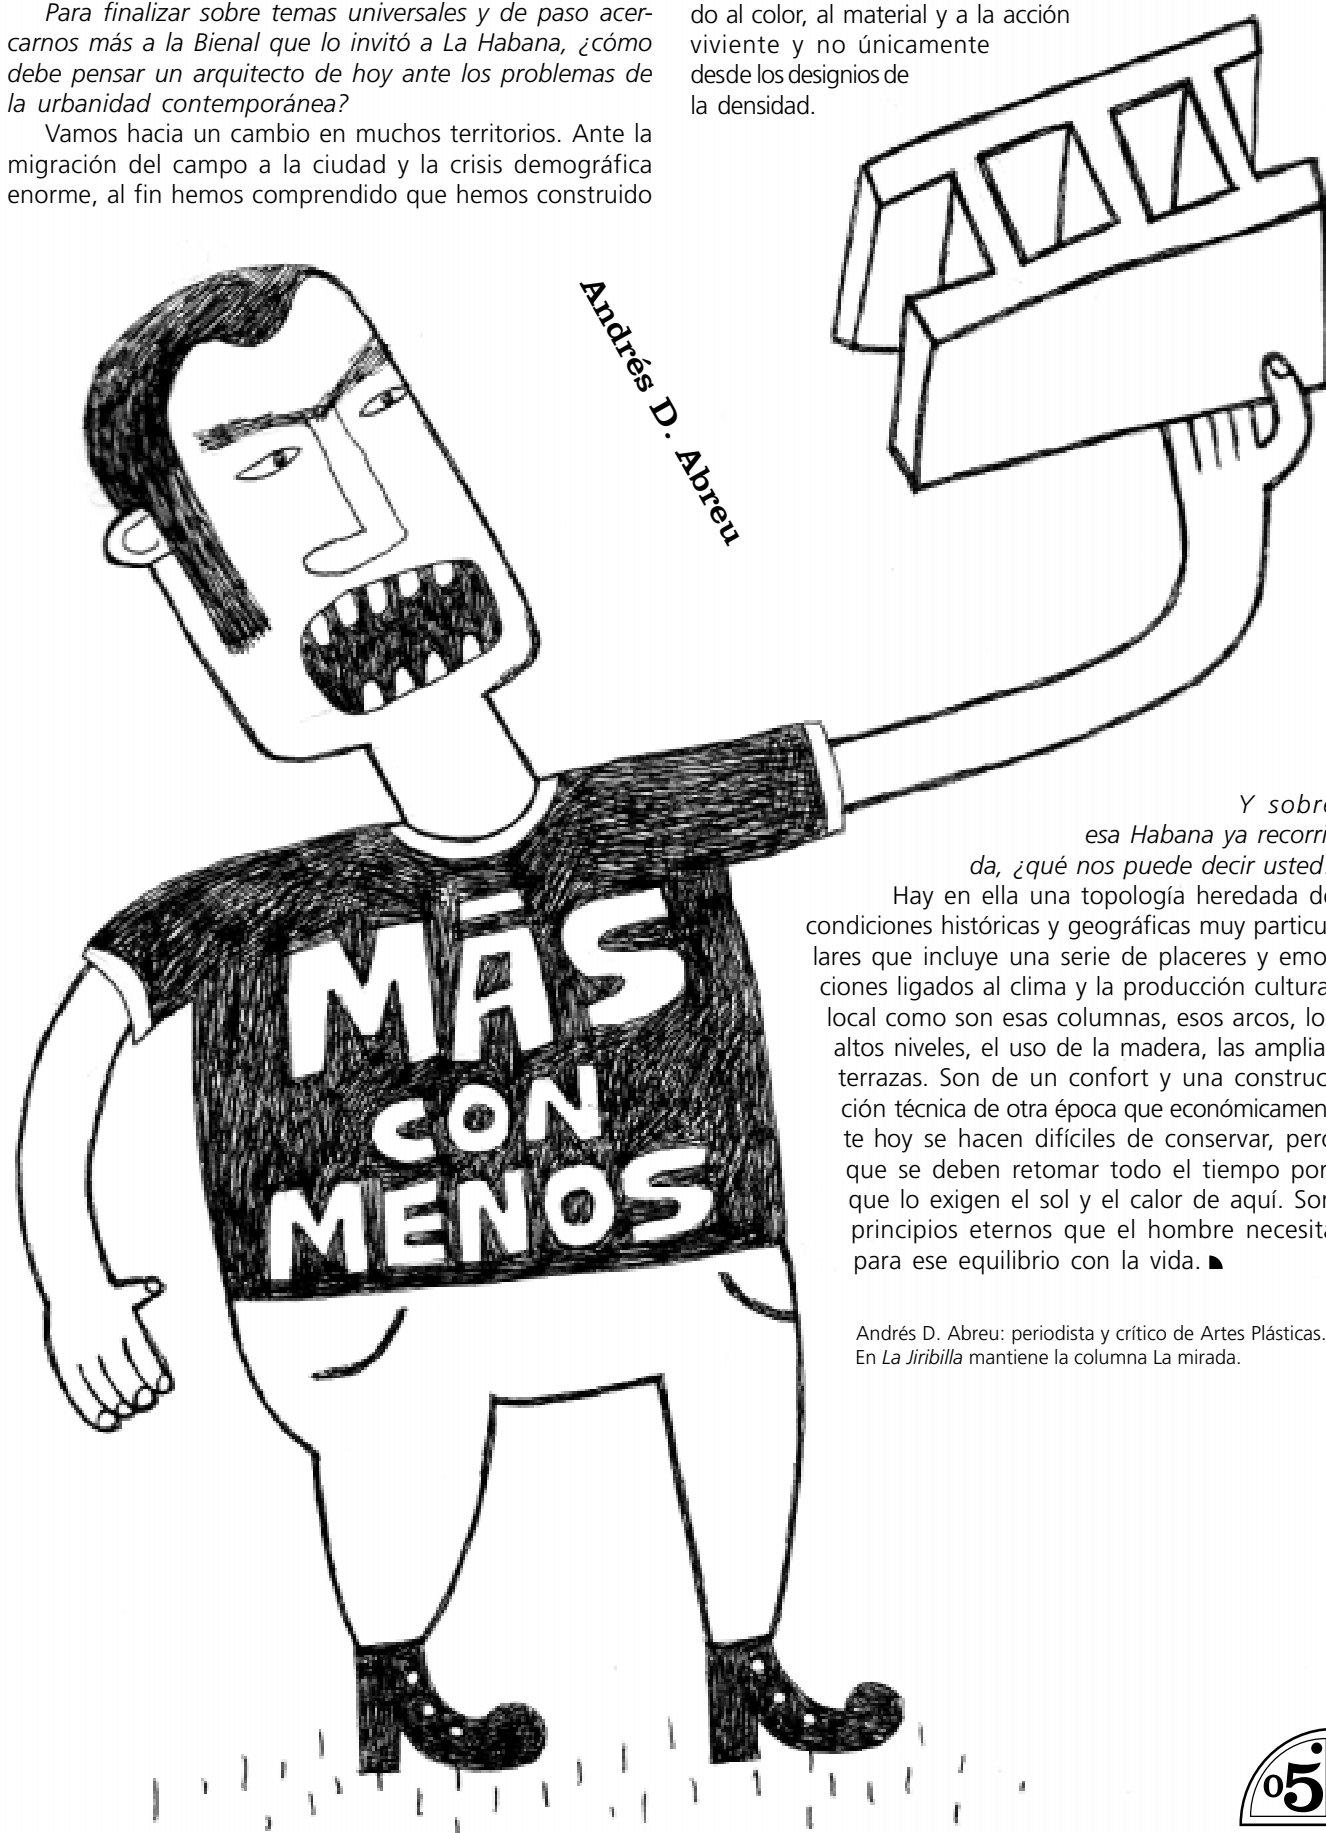 Para finalizar sobre temas universales y de paso acer-
carnos más a la Bienal que lo invitó a La Habana, ¿cómo
debe pensar un arquitecto de hoy ante los problemas de
la urbanidad contemporánea?
Vamos hacia un cambio en muchos territorios. Ante la
migración del campo a la ciudad y la crisis demográfica
enorme, al fin hemos comprendido que hemos construido
do al color, al material y a la acción
viviente y no únicamente
desde los designios de
la densidad.
Andrés D. Abreu
MÁS
CON
MENOS
Y sobre
esa Habana ya recorri
da, ¿qué nos puede decir usted
Hay en ella una topología heredada de
condiciones históricas y geográficas muy particu
lares que incluye una serie de placeres y emo
ciones ligados al clima y la producción cultura
local como son esas columnas, esos arcos, lo
altos niveles, el uso de la madera, las amplia
terrazas. Son de un confort y una construc
ción técnica de otra época que económicamen
te hoy se hacen difíciles de conservar, pero
que se deben retomar todo el tiempo por
que lo exigen el sol y el calor de aquí. Son
principios eternos que el hombre necesita
para ese equilibrio con la vida.
Andrés D. Abreu: periodista y crítico de Artes Plásticas.
En La Jiribilla mantiene la columna La mirada.
05